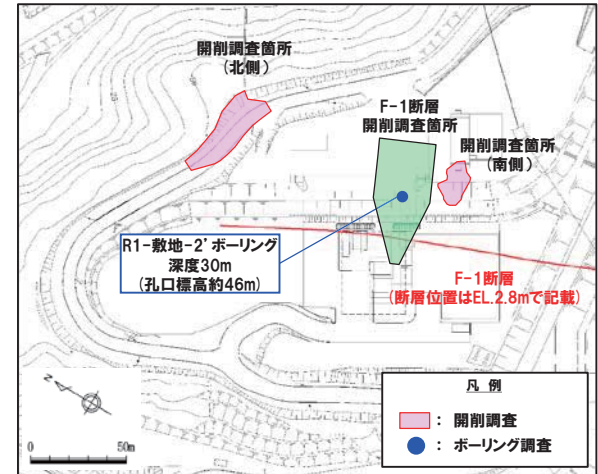 開削調査箇所
(北側)
F-1断層
開削調査箇所
開削調査箇所
(南側)
R1-敷地-2’ボーリング
深度30m
(孔口標高約46m)
F-1断層
(断層位置はEL.2.8mで記載)
N
0 50m
凡 例
： 開削調査
： ボーリング調査